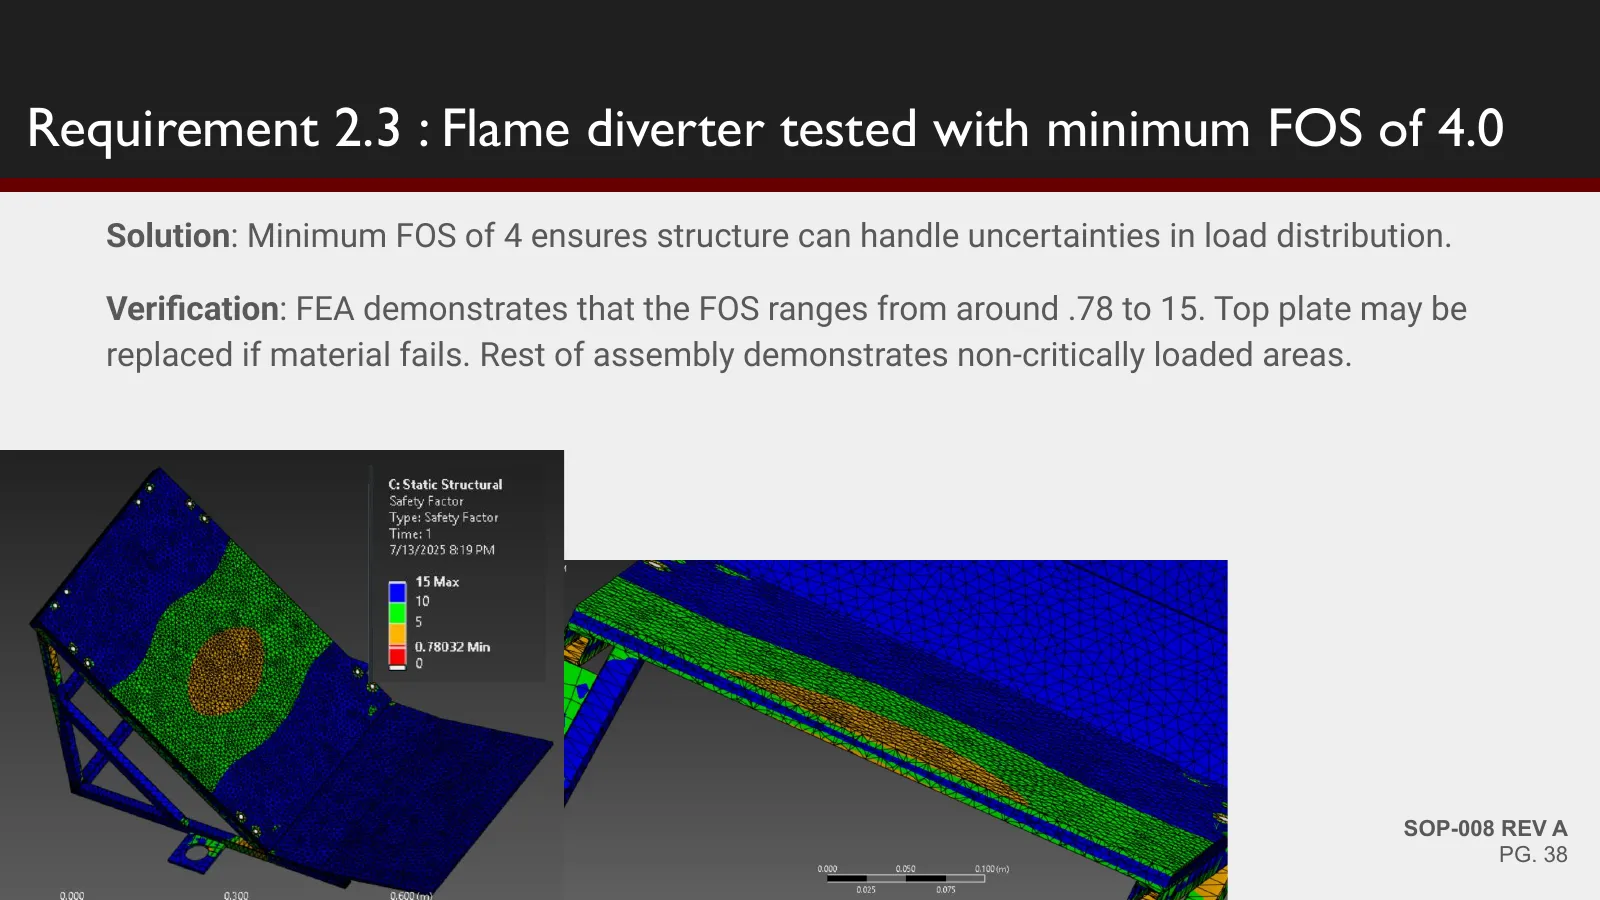 Requirement 2.3 : Flame diverter tested with minimum FOS of 4.0
Solution: Minimum FOS of 4 ensures structure can handle uncertainties in load distribution.
Verification: FEA demonstrates that the FOS ranges from around .78 to 15. Top plate may be
replaced if material fails. Rest of assembly demonstrates non-critically loaded areas.
C: Static Structural
Safety Factor
Type: Safety Factor
Time: 1
7/13/2025 8:19 PM
15 Max
10
5
0.78032 Min
0
0.000 0.300 0.600 (m)
0.000 0.050 0.100 (m)
0.025 0.075
SOP-008 REV A
PG. 38